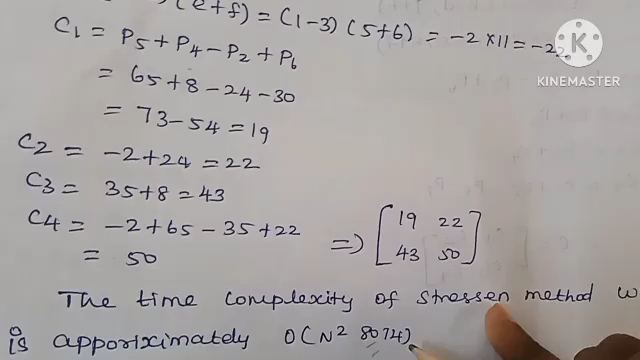 (e+f) = (1-3) (5+6) = -2 × 11 = -22
C1 = P5 + P4 - P2 + P6
= 65 + 8 - 24 - 30
= 73 - 54 = 19
C2 = -2 + 24 = 22
C3 = 35 + 8 = 43
C4 = -2 + 65 - 35 + 22
= 50
=) [19 22
43 50]
The time complexity of stressen method w
is apporiximately O(N² 8074)
KINEMASTER